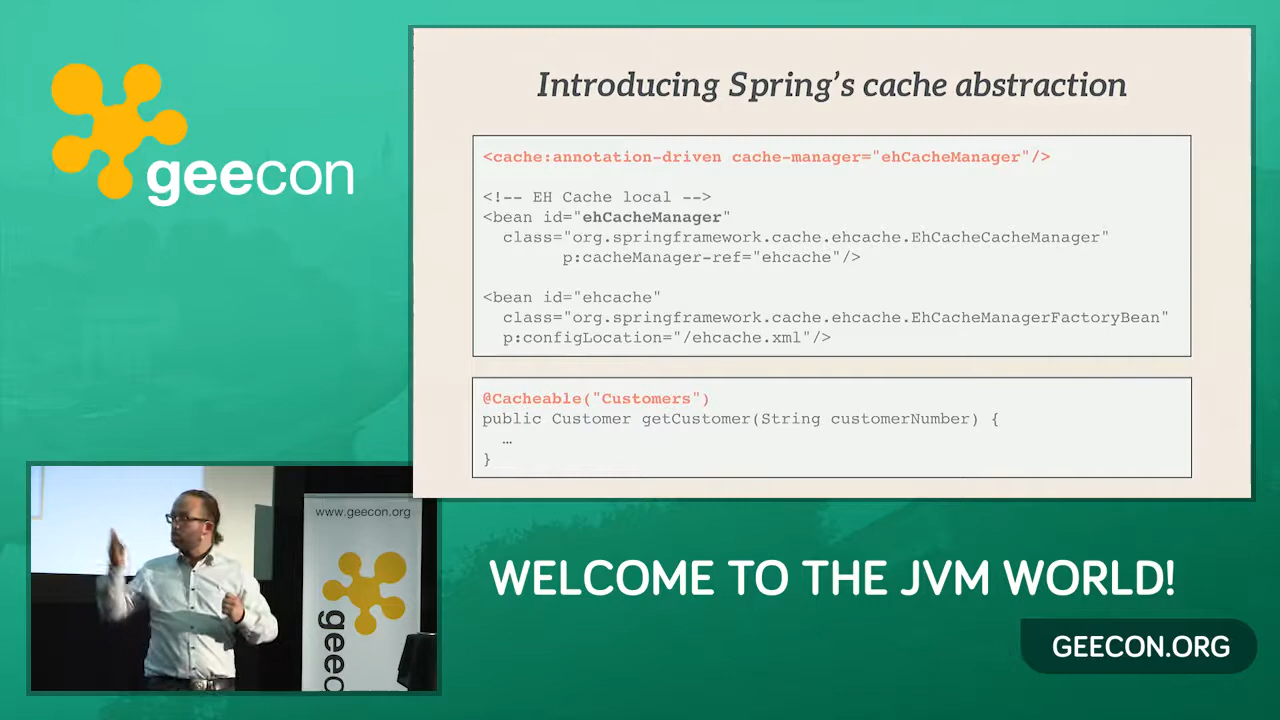 geecon
Introducing Spring's cache abstraction
<cache:annotation-driven cache-manager="ehCacheManager"/>
<!-- EH Cache local -->
<bean id="ehCacheManager"
class="org.springframework.cache.ehcache.EhCacheCacheManager"
p:cacheManager-ref="ehcache"/>
<bean id="ehcache"
class="org.springframework.cache.ehcache.EhCacheManagerFactoryBean"
p:configLocation="/ehcache.xml"/>
@Cacheable("Customers")
public Customer getCustomer(String customerNumber) {
…
}
www.geecon.org
geeco
WELCOME TO THE JVM WORLD!
GEECON.ORG